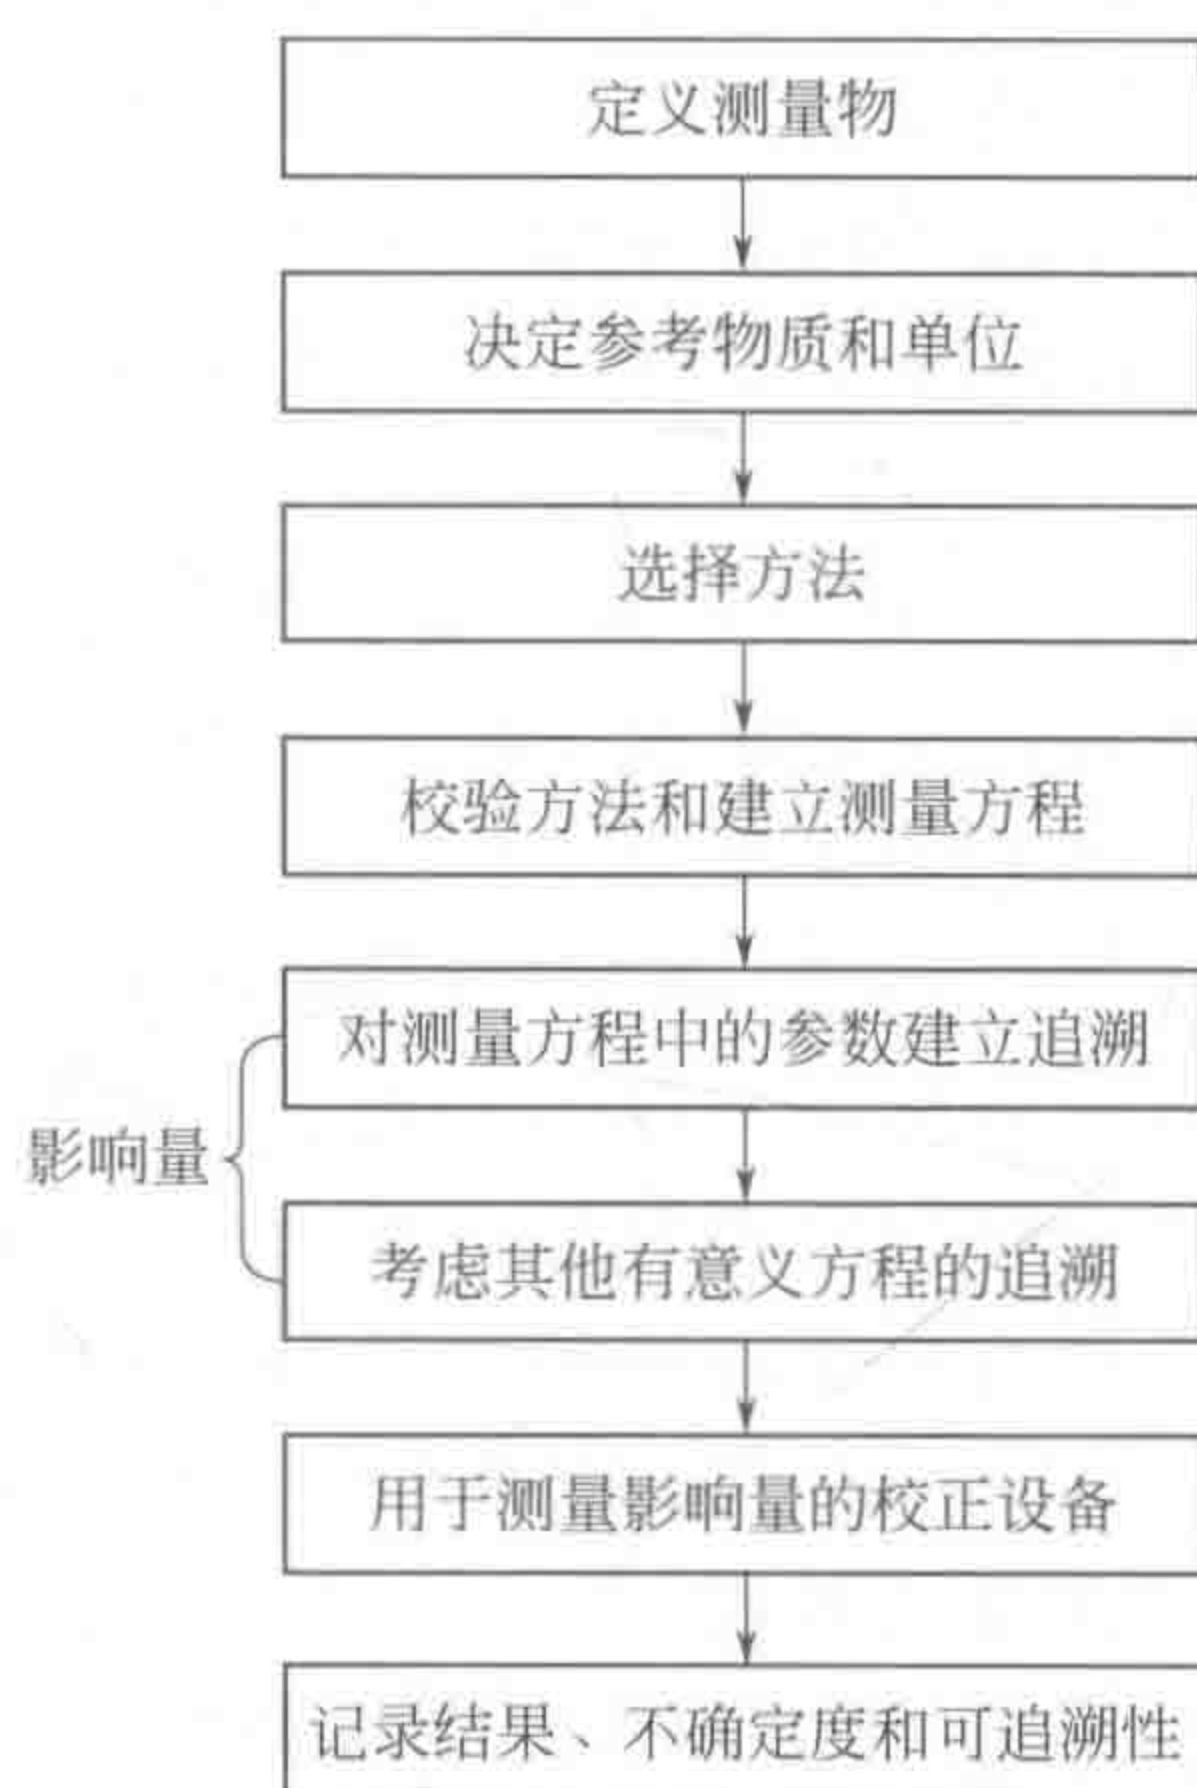 定义测量物
决定参考物质和单位
选择方法
校验方法和建立测量方程
对测量方程中的参数建立追溯
影响量
考虑其他有意义方程的追溯
用于测量影响量的校正设备
记录结果、不确定度和可追溯性